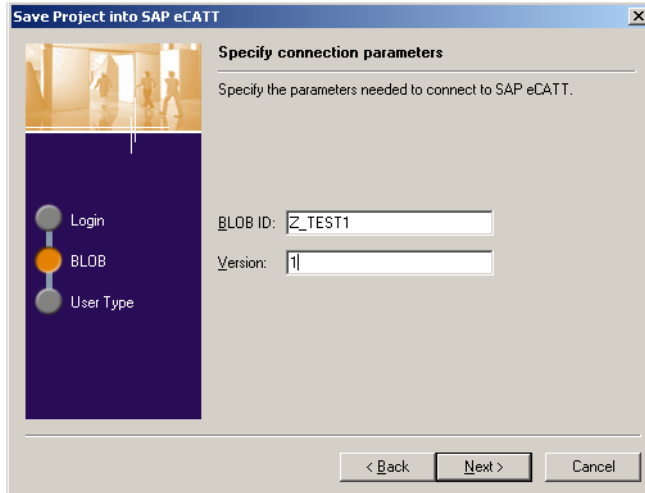 Save Project into SAP eCATT
Specify connection parameters
Specify the parameters needed to connect to SAP eCATT.
Login
BLOB ID: Z_TEST1
BLOB
Version: 1
User Type
< Back Next > Cancel